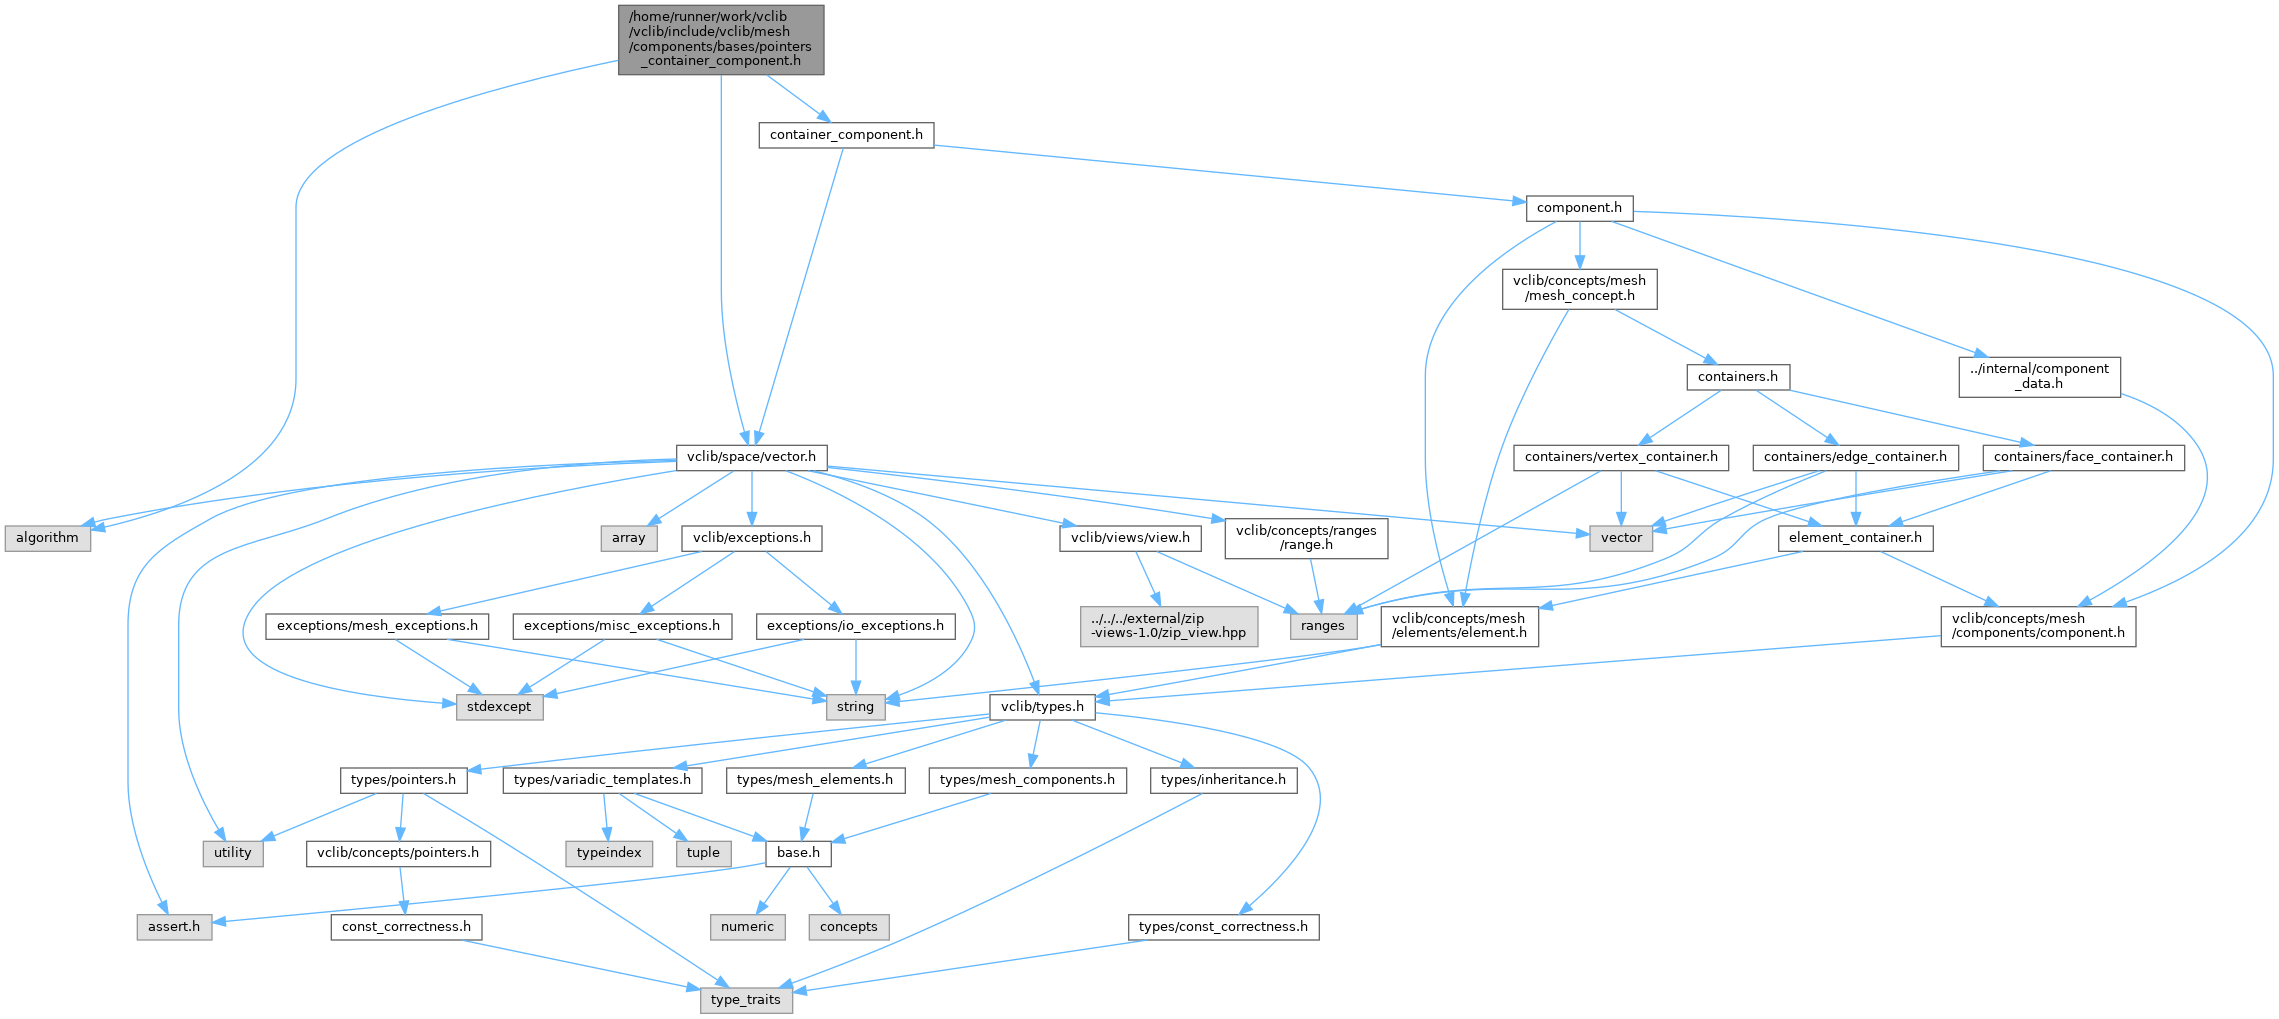 /home/runner/work/vclib
/vclib/include/vclib/mesh
/components/bases/pointers
_container_component.h
container_component.h
component.h
vclib/concepts/mesh
/mesh_concept.h
containers.h
../internal/component
_data.h
vclib/space/vector.h
containers/vertex_container.h
containers/edge_container.h
containers/face_container.h
algorithm
array
vclib/exceptions.h
vclib/views/view.h
vclib/concepts/ranges
/range.h
vector
element_container.h
exceptions/mesh_exceptions.h
exceptions/misc_exceptions.h
exceptions/io_exceptions.h
../../../external/zip
-views-1.0/zip_view.hpp
ranges
vclib/concepts/mesh
/elements/element.h
vclib/concepts/mesh
/components/component.h
stdexcept
string
vclib/types.h
types/pointers.h
types/variadic_templates.h
types/mesh_elements.h
types/mesh_components.h
types/inheritance.h
utility
vclib/concepts/pointers.h
typeindex
tuple
base.h
assert.h
const_correctness.h
numeric
concepts
types/const_correctness.h
type_traits